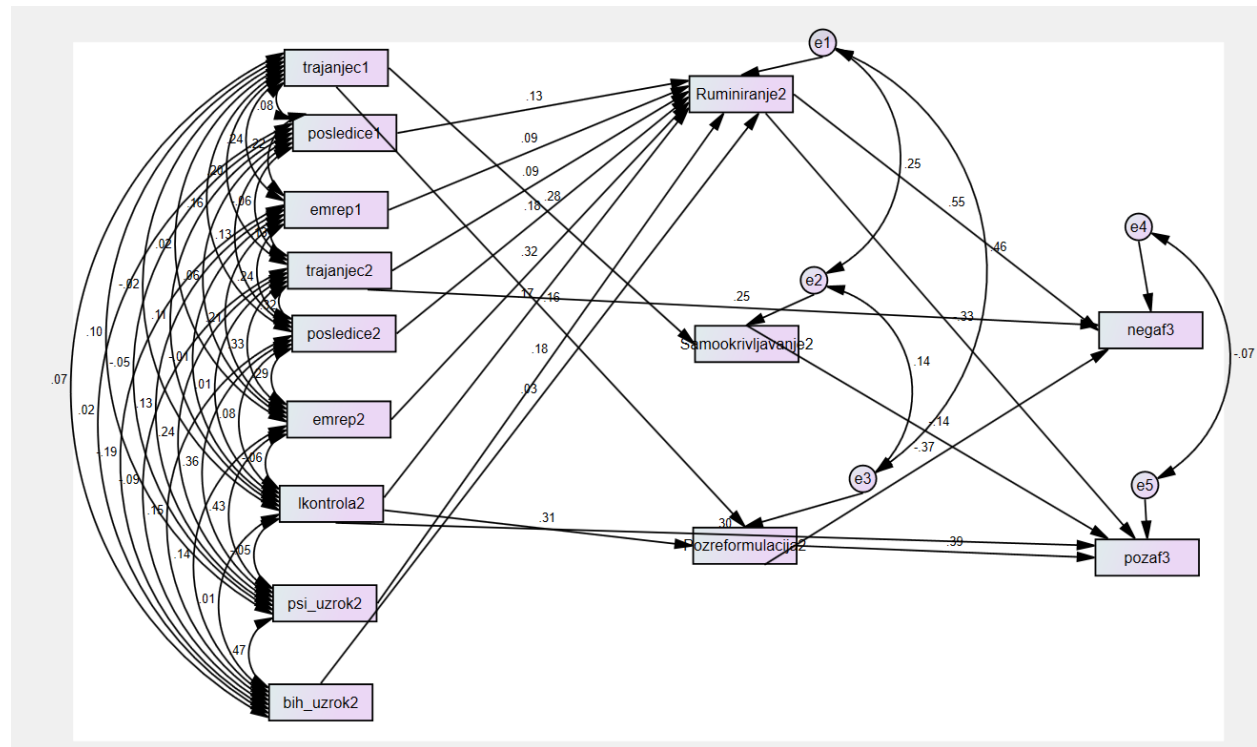 e1
trajanjec1
Ruminiranje2
.08
.13
posledice1
.24
.22
.09
.25
.20
.09
.28
.55
-.06
.16
.18
emrep1
e4
.13
.46
.02
.32
.24
trajanjec2
-.02
.06
e2
.17
.16
.25
.11
.21
.33
negaf3
.10
posledice2
-.05
.33
Samookrivljavanje2
.18
-.07
-.01
.14
.29
.07
.01
.03
.02
.13
.08
emrep2
.24
-.14
-.37
-.19
.36
-.06
e3
-.09
e5
.43
lkontrola2
.15
.31
.30
.39
Pozreformulacija2
.14
-.05
pozaf3
.01
psi_uzrok2
.47
bih_uzrok2